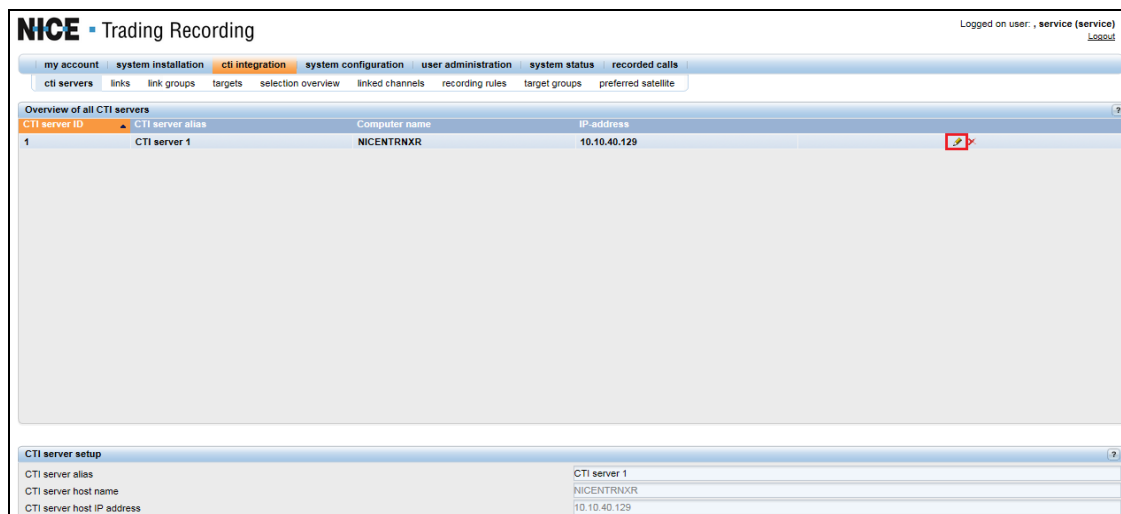 NICE Trading Recording
Logged on user: , service (service)
Logout
my account system installation cti integration system configuration user administration system status recorded calls
cti servers links link groups targets selection overview linked channels recording rules target groups preferred satellite
Overview of all CTI servers ?
CTI server ID CTI server alias Computer name IP-address
1 CTI server 1 NICENTRNXR 10.10.40.129
CTI server setup ?
CTI server alias CTI server 1
CTI server host name NICENTRNXR
CTI server host IP address 10.10.40.129